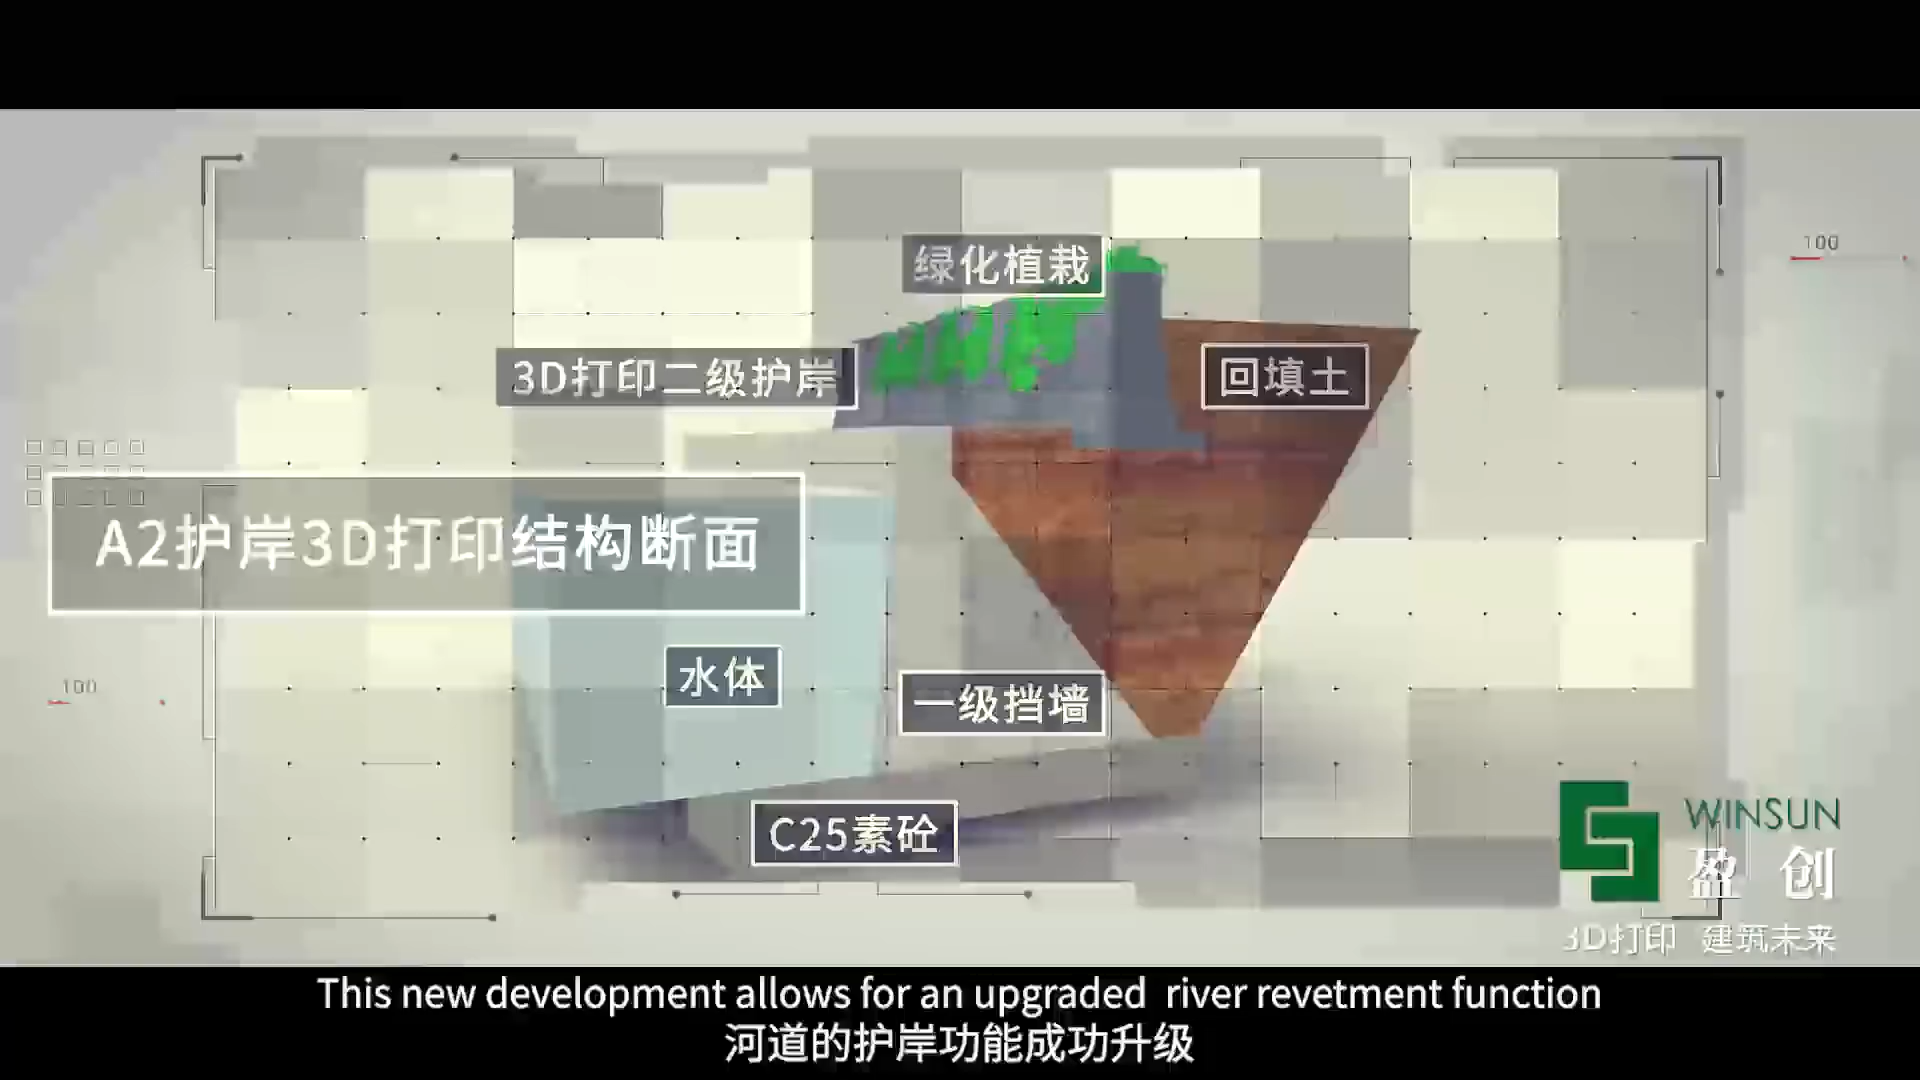 绿化植栽
100
3D打印二级护岸
回填土
A2护岸3D打印结构断面
水体
100
一级挡墙
C25素砼
WINSUN
盈创
3D打印 建筑未来
This new development allows for an upgraded river revetment function
河道的护岸功能成功升级